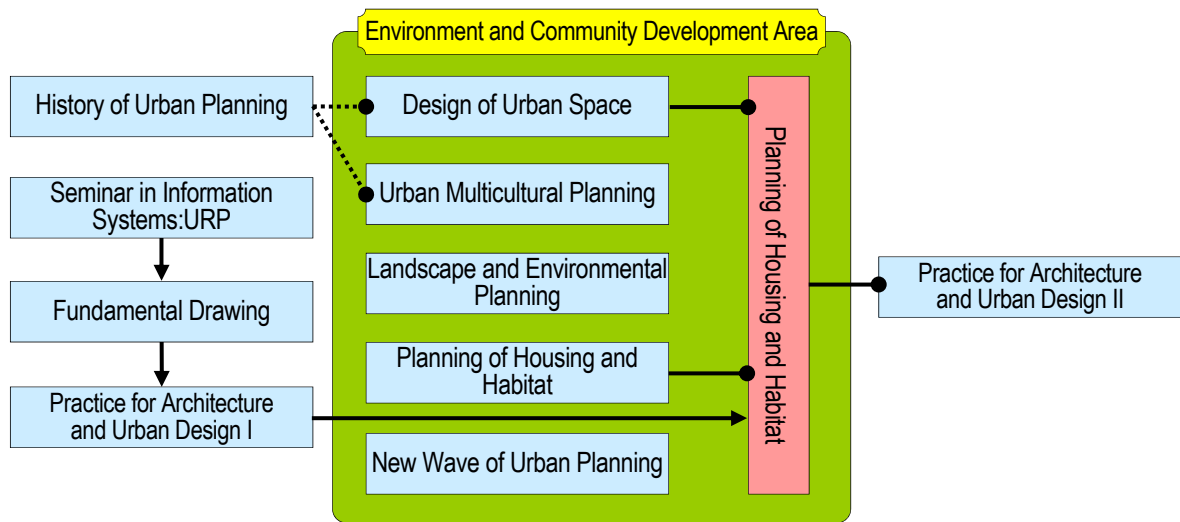 Environment and Community Development Area
History of Urban Planning
Design of Urban Space
Seminar in Information
Systems:URP
Urban Multicultural Planning
Fundamental Drawing
Landscape and Environmental
Planning
Planning of Housing and
Habitat
Practice for Architecture
and Urban Design I
New Wave of Urban Planning
Planning of Housing and Habitat
Practice for Architecture
and Urban Design II